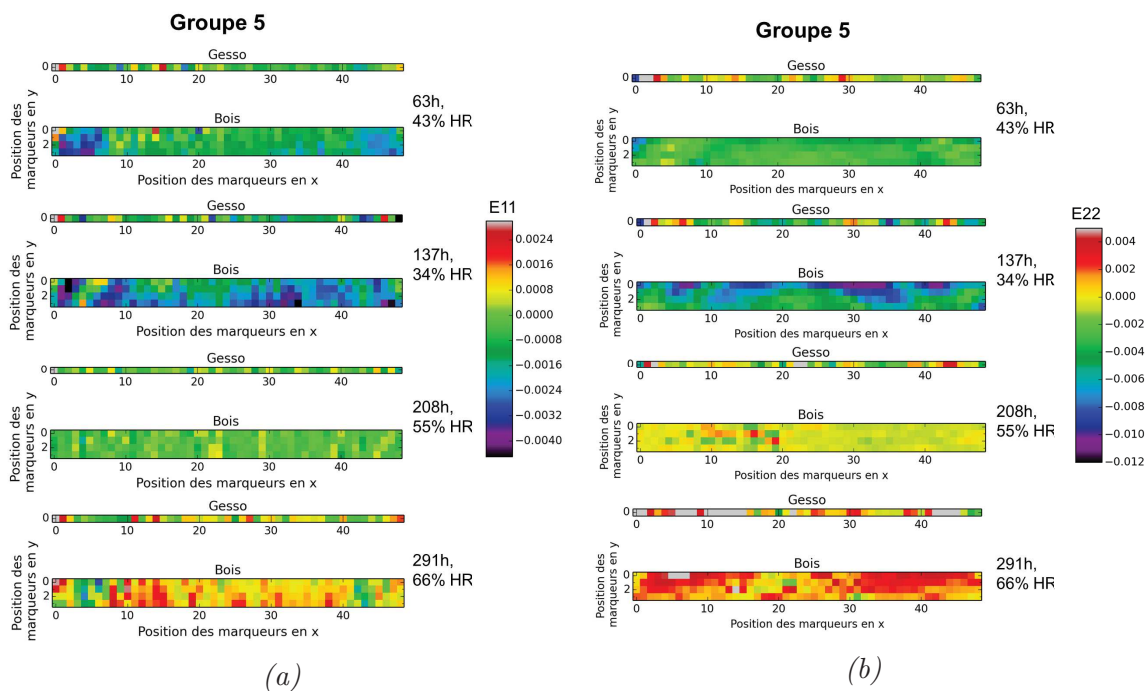 Groupe 5
Gesso
0
0 10 20 30 40
Position des
marqueurs en y
Bois
0
2
0 10 20 30 40
Position des marqueurs en x
63h,
43% HR
Gesso
0
0 10 20 30 40
Position des
marqueurs en y
Bois
0
2
0 10 20 30 40
Position des marqueurs en x
137h,
34% HR
Gesso
0
0 10 20 30 40
Position des
marqueurs en y
Bois
0
2
0 10 20 30 40
Position des marqueurs en x
208h,
55% HR
Gesso
0
0 10 20 30 40
Position des
marqueurs en y
Bois
0
2
0 10 20 30 40
Position des marqueurs en x
291h,
66% HR
E11
0.0024
0.0016
0.0008
0.0000
−0.0008
−0.0016
−0.0024
−0.0032
−0.0040
(a)
Groupe 5
Gesso
0
0 10 20 30 40
Position des
marqueurs en y
Bois
0
2
0 10 20 30 40
Position des marqueurs en x
63h,
43% HR
Gesso
0
0 10 20 30 40
Position des
marqueurs en y
Bois
0
2
0 10 20 30 40
Position des marqueurs en x
137h,
34% HR
Gesso
0
0 10 20 30 40
Position des
marqueurs en y
Bois
0
2
0 10 20 30 40
Position des marqueurs en x
208h,
55% HR
Gesso
0
0 10 20 30 40
Position des
marqueurs en y
Bois
0
2
0 10 20 30 40
Position des marqueurs en x
291h,
66% HR
E22
0.004
0.002
0.000
−0.002
−0.004
−0.006
−0.008
−0.010
−0.012
(b)